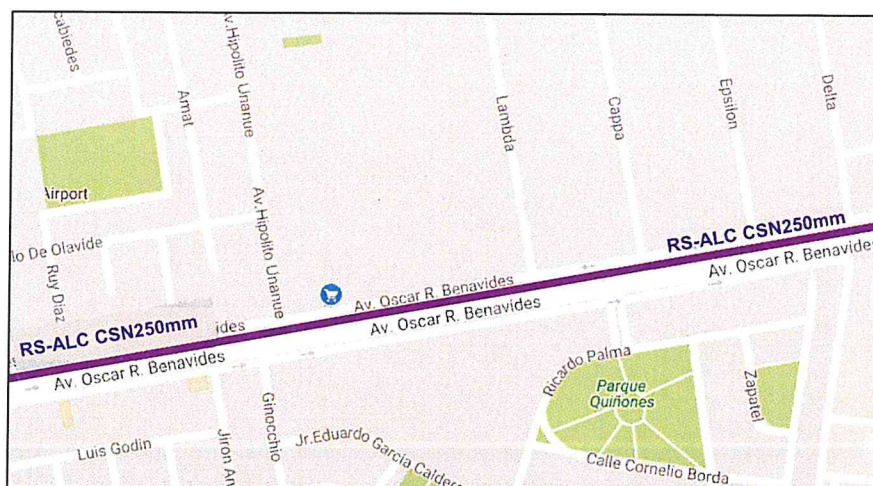 cabiedes
Av.Hipolito Unanue
Amat
Lambda
Cappa
Epsilon
Delta
Airport
Av.Hipolito Unanue
lo De Olavide
Ruy Diaz
RS-ALC CSN250mm
Av. Oscar R. Benavides
Av. Oscar R. Benavides
Av. Oscar R. Benavides
RS-ALC CSN250mm
ides
Av. Oscar R. Benavides
Ricardo Palma
Parque
Quiñones
Zapatel
Ginocchio
Luis Godin
Jiron An
Jr.Eduardo Garcia Calder
Calle Cornelio Borda